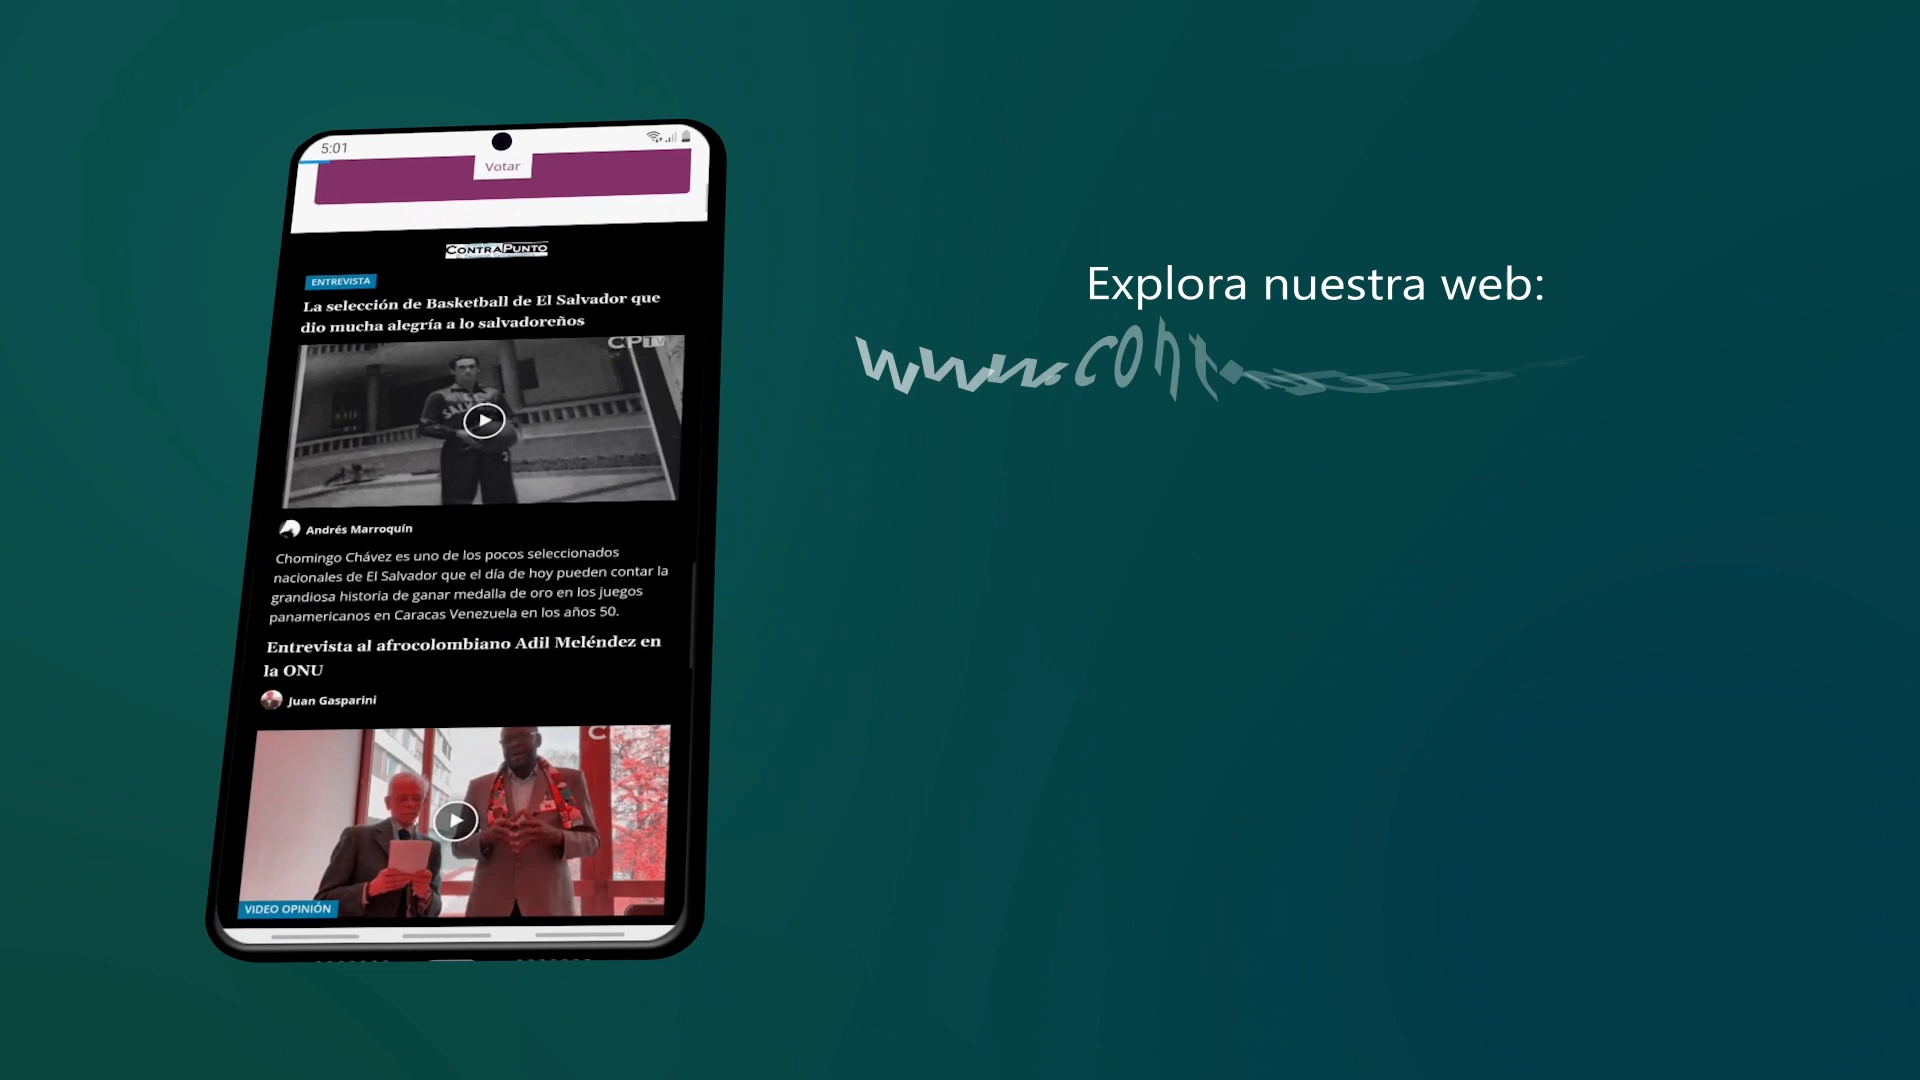 5:01
Votar
CONTRAPUNTO
ENTREVISTA
La selección de Basketball de El Salvador que
dio mucha alegría a lo salvadoreños
CPTV
Andrés Marroquín
Chomingo Chávez es uno de los pocos seleccionados
nacionales de El Salvador que el día de hoy pueden contar la
grandiosa historia de ganar medalla de oro en los juegos
panamericanos en Caracas Venezuela en los años 50.
Entrevista al afrocolombiano Adil Meléndez en
la ONU
Juan Gasparini
VIDEO OPINIÓN
Explora nuestra web:
www.cont